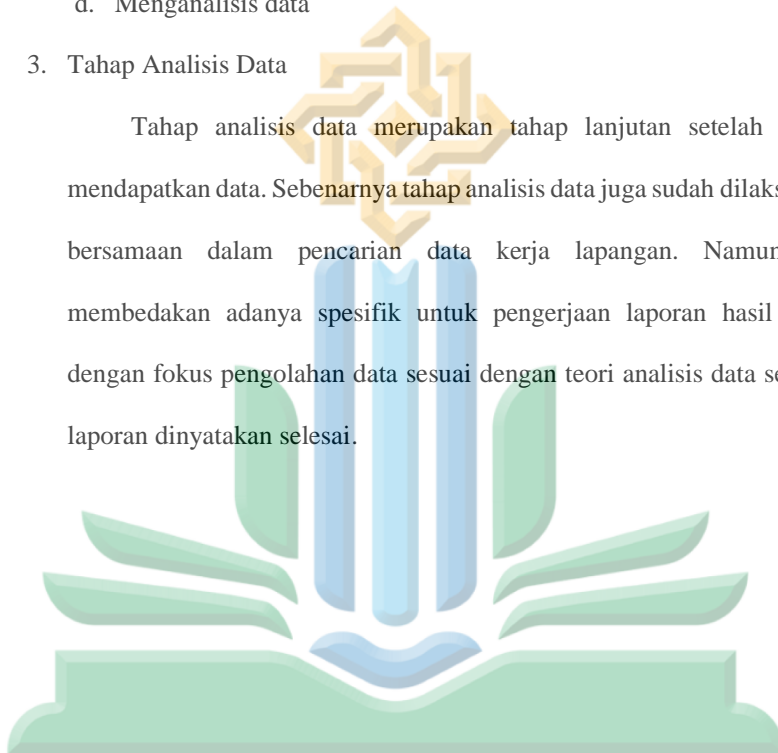 d. Menganalisis data
3. Tahap Analisis Data
Tahap analisis data merupakan tahap lanjutan setelah
mendapatkan data. Sebenarnya tahap analisis data juga sudah
bersamaan dalam pencarian data kerja lapangan. Namun
membedakan adanya spesifik untuk pengerjaan laporan hasil
dengan fokus pengolahan data sesuai dengan teori analisis data
laporan dinyatakan selesai.